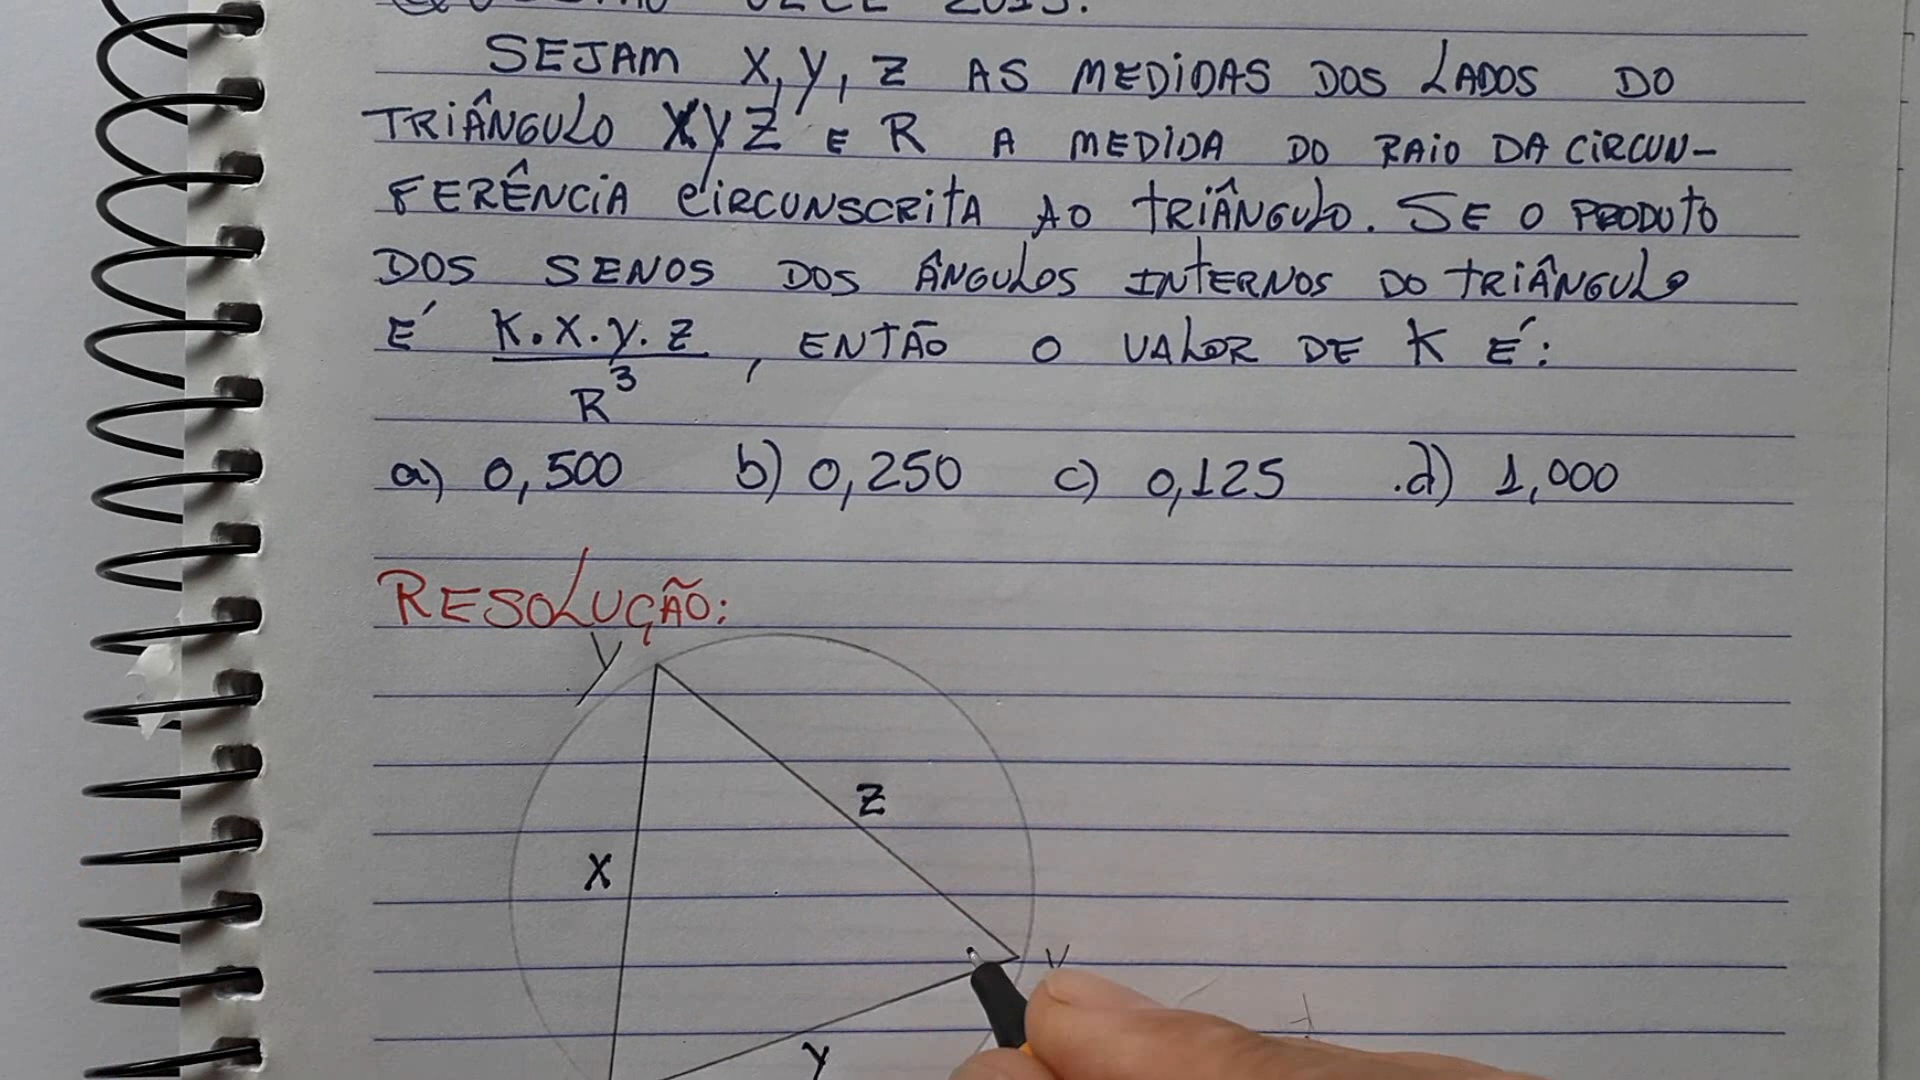 UECE 2015.
SEJAM X, Y, Z AS MEDIDAS DOS LADOS DO
TRIÂNGULO XYZ E R A MEDIDA DO RAIO DA CIRCUN-
FERÊNCIA CIRCUNSCRITA AO TRIÂNGULO. SE O PRODUTO
DOS SENOS DOS ÂNGULOS INTERNOS DO TRIÂNGULO
É K.X.Y.Z / R³, ENTÃO O VALOR DE K É:
a) 0,500 b) 0,250 c) 0,125 .d) 1,000
RESOLUÇÃO:
Y
Z
X
Y